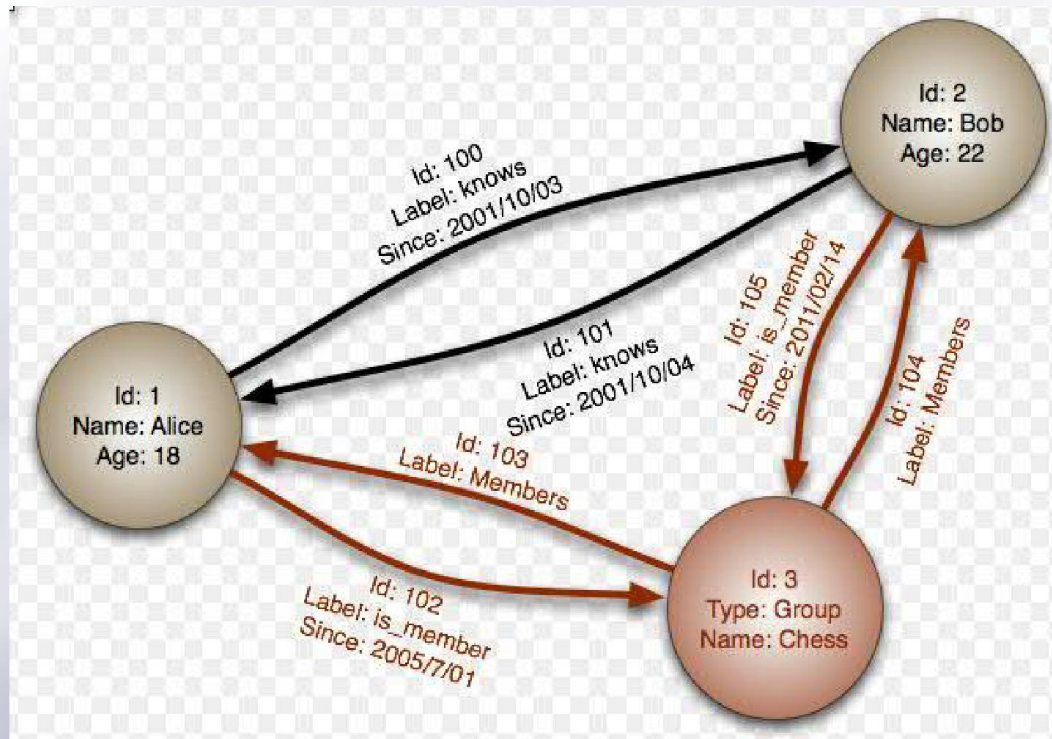 Id: 2
Name: Bob
Age: 22
Id: 100
Label: knows
Since: 2001/10/03
Id: 101
Label: knows
Since: 2001/10/04
Id: 105
Label: is_member
Since: 2011/02/14
Id: 104
Label: Members
Id: 1
Name: Alice
Age: 18
Id: 103
Label: Members
Id: 102
Label: is_member
Since: 2005/7/01
Id: 3
Type: Group
Name: Chess